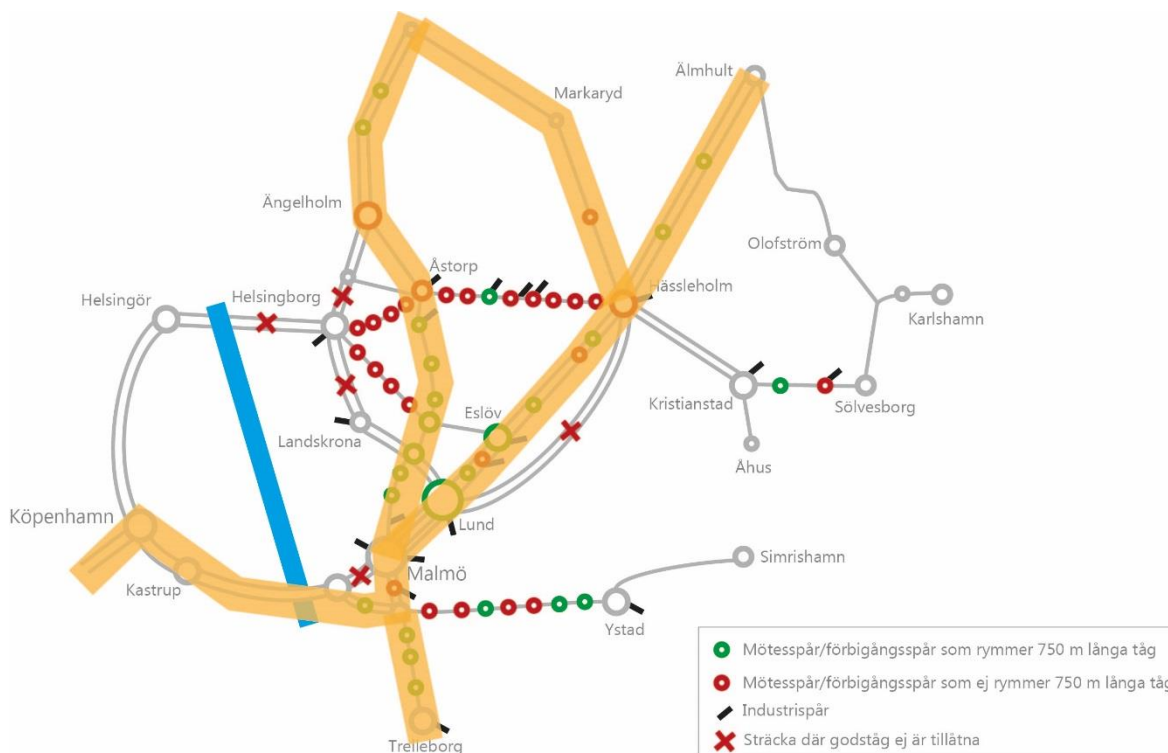 Älmhult
Markaryd
Ängelholm
Olofström
Åstorp
Helsingör
Helsingborg
Hässleholm
Karlshamn
Kristianstad
Sölvesborg
Eslöv
Landskrona
Åhus
Köpenhamn
Lund
Simrishamn
Malmö
Kastrup
Ystad
Trelleborg
Mötesspår/förbigångsspår som rymmer 750 m långa tåg
Mötesspår/förbigångsspår som ej rymmer 750 m långa tåg
Industrispår
Sträcka där godståg ej är tillåtna